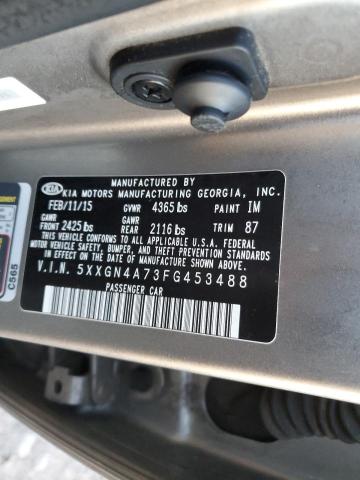 MANUFACTURED BY
KIA KIA MOTORS MANUFACTURING GEORGIA, INC.
FEB/11/15 GVWR 4365 lbs PAINT IM
GAWR FRONT 2425 lbs GAWR REAR 2116 lbs TRIM 87
THIS VEHICLE CONFORMS TO ALL APPLICABLE U.S.A. FEDERAL
MOTOR VEHICLE SAFETY, BUMPER, AND THEFT PREVENTION STANDARDS
IN EFFECT ON THE DATE OF MANUFACTURE SHOWN ABOVE.
V.I.N. 5XXGN4A73FG453488
PASSENGER CAR
C565